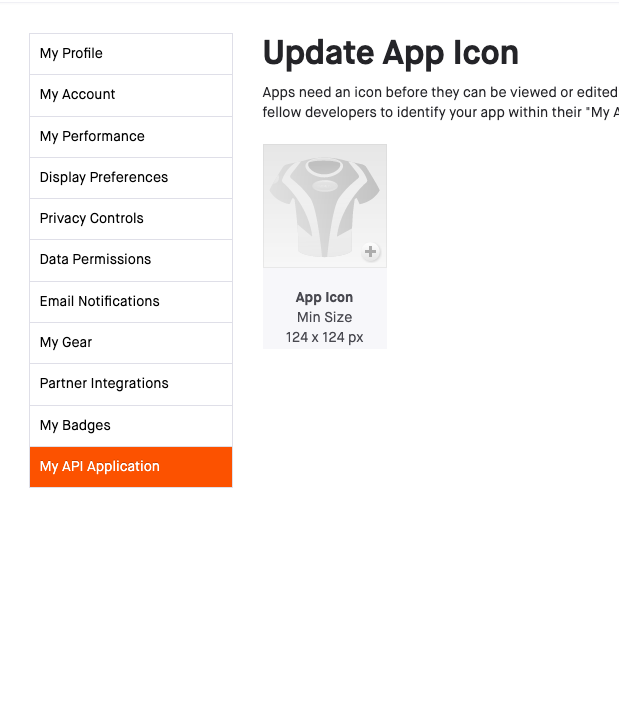 My Profile
My Account
My Performance
Display Preferences
Privacy Controls
Data Permissions
Email Notifications
My Gear
Partner Integrations
My Badges
My API Application
Update App Icon
Apps need an icon before they can be viewed or edited
fellow developers to identify your app within their "My A
App Icon
Min Size
124 x 124 px